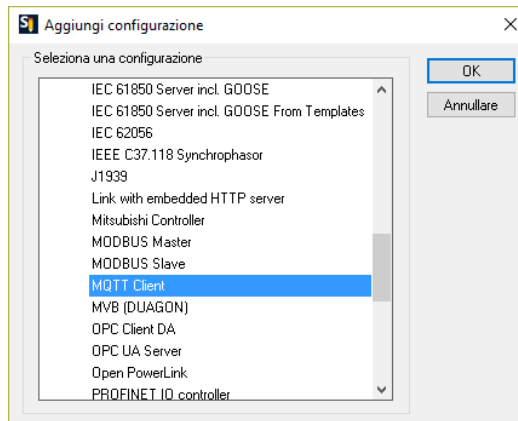 Aggiungi configurazione
Seleziona una configurazione
OK
Annullare
IEC 61850 Server incl. GOOSE
IEC 61850 Server incl. GOOSE From Templates
IEC 62056
IEEE C37.118 Synchrophasor
J1939
Link with embedded HTTP server
Mitsubishi Controller
MODBUS Master
MODBUS Slave
MQTT Client
MVB (DUAGON)
OPC Client DA
OPC UA Server
Open PowerLink
PROFINET IO controller